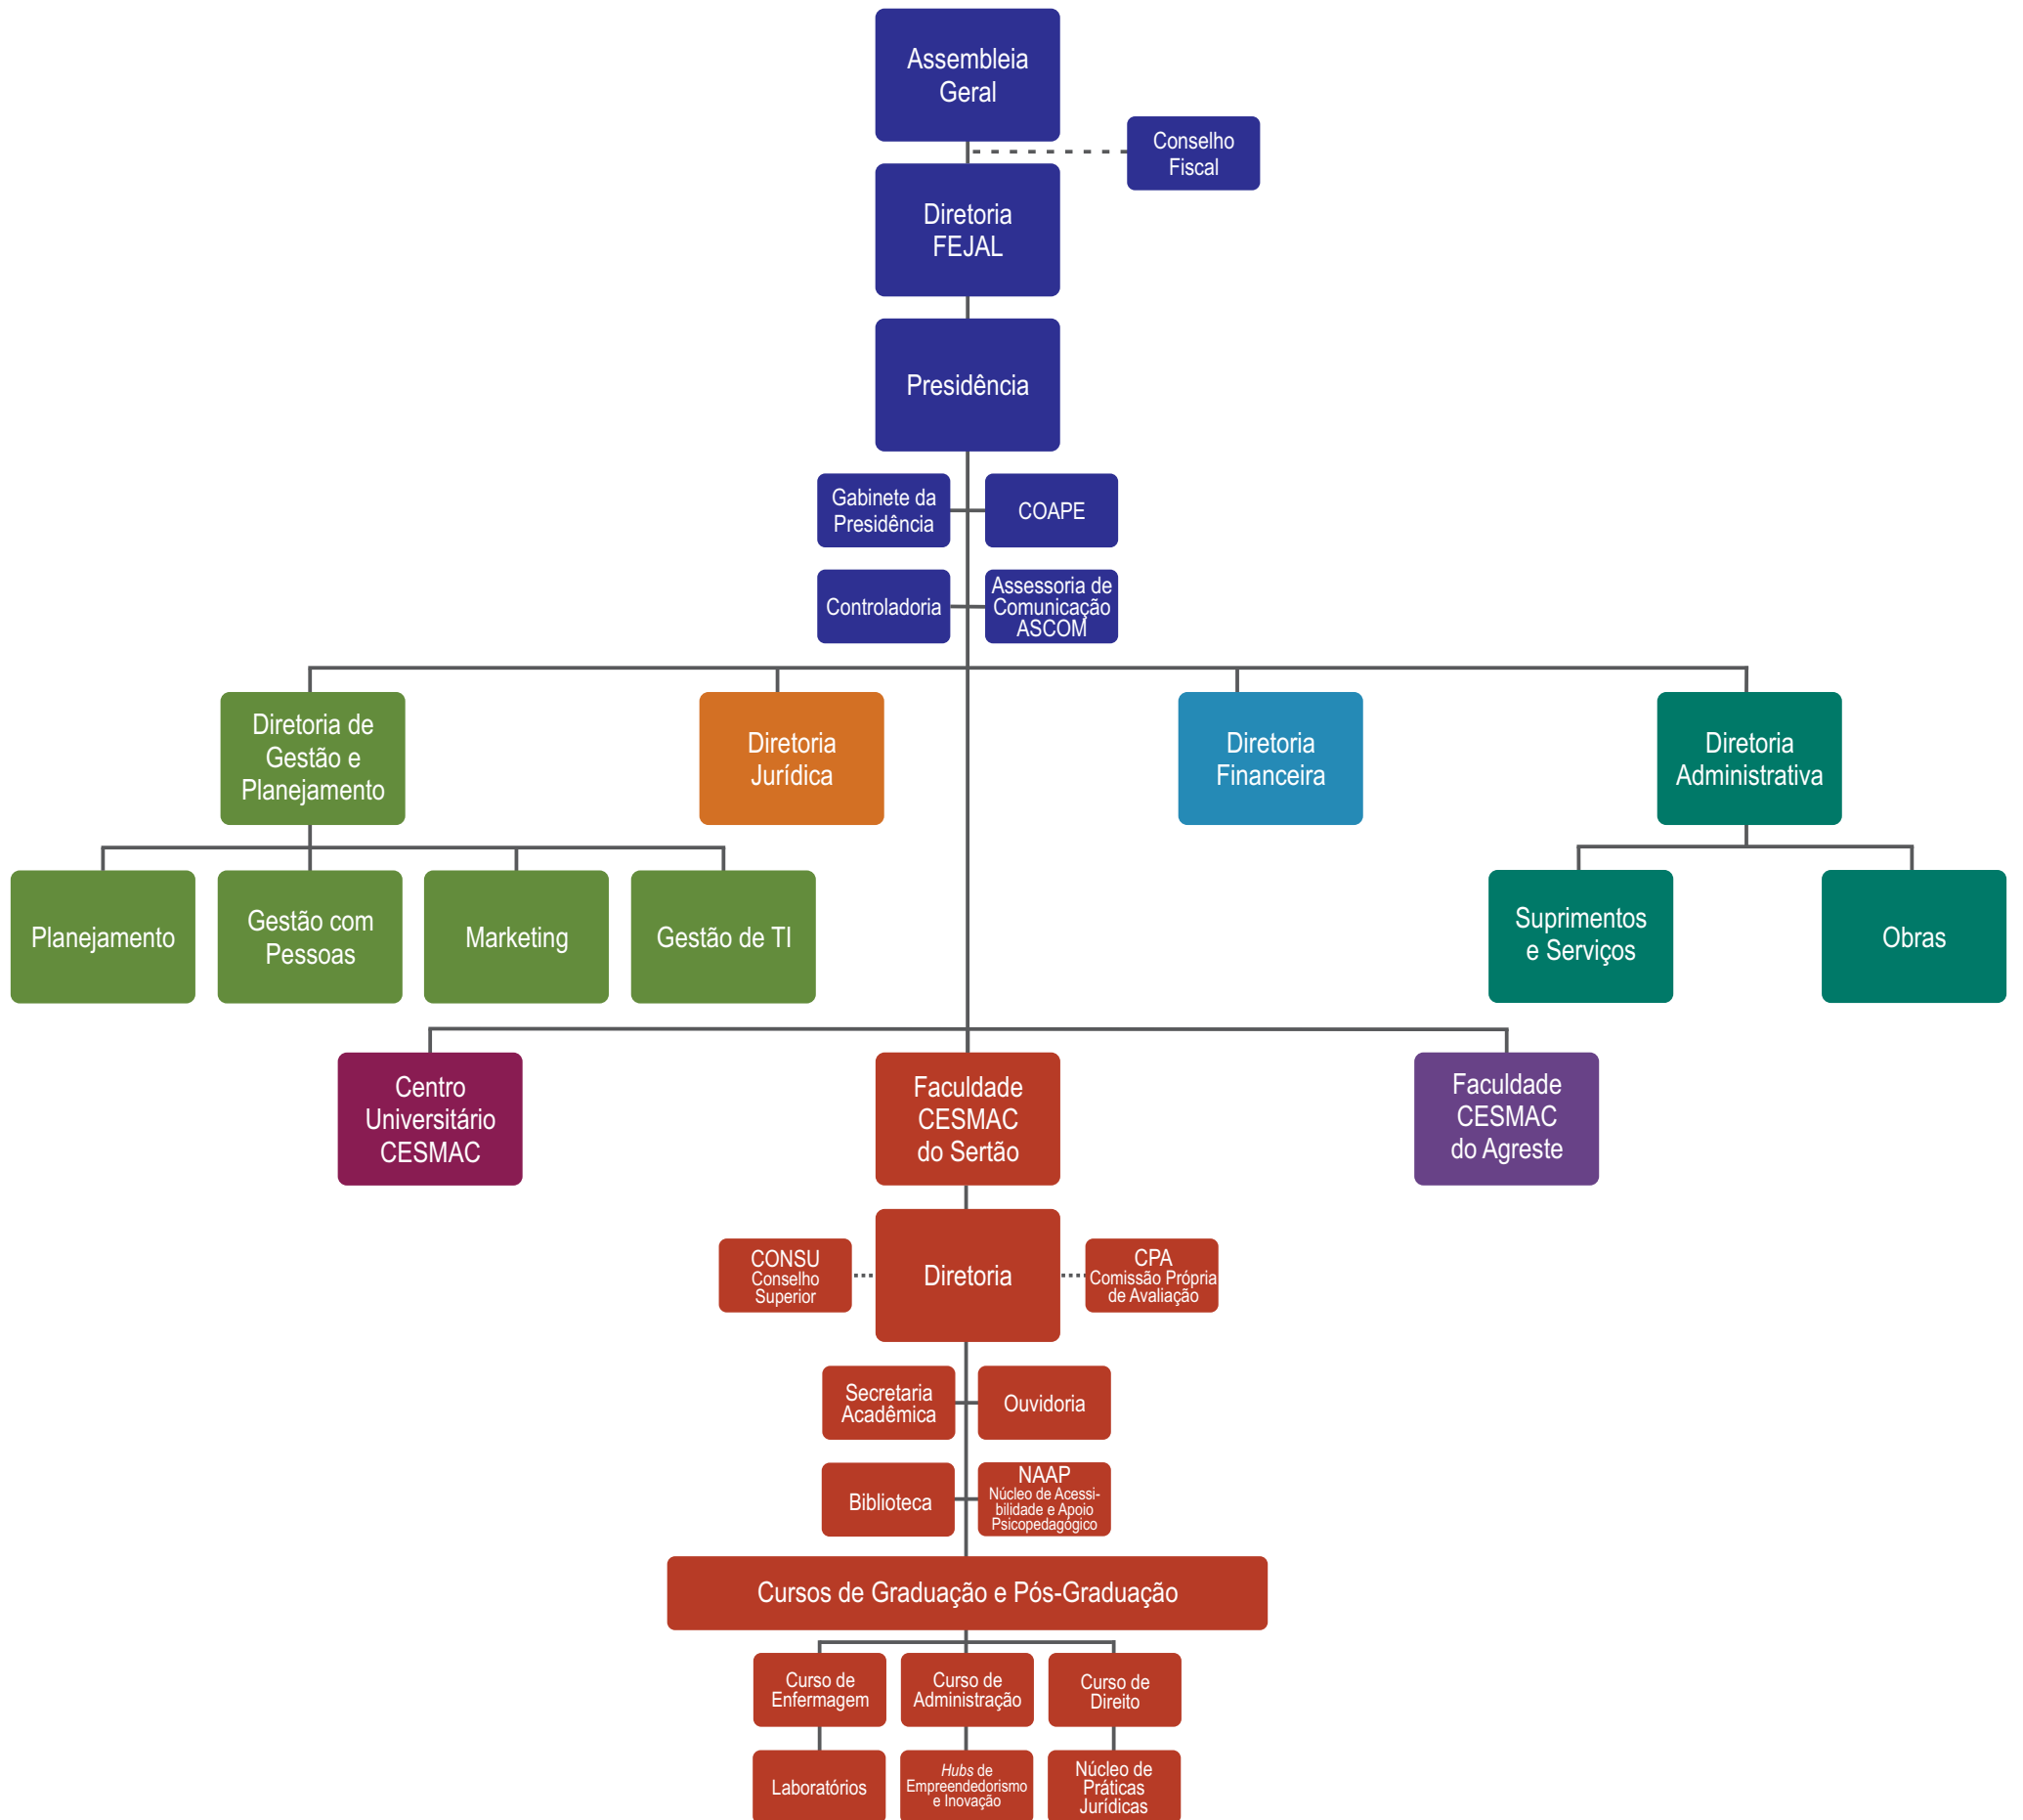 Assembleia
Geral
Conselho
Fiscal
Diretoria
FEJAL
Presidência
Gabinete da
Presidência
COAPE
Controladoria
Assessoria de
Comunicação
ASCOM
Diretoria de
Gestão e
Planejamento
Diretoria
Jurídica
Diretoria
Financeira
Diretoria
Administrativa
Planejamento
Gestão com
Pessoas
Marketing
Gestão de TI
Suprimentos
e Serviços
Obras
Centro
Universitário
CESMAC
Faculdade
CESMAC
do Sertão
Faculdade
CESMAC
do Agreste
CONSU
Conselho
Superior
Diretoria
CPA
Comissão Própria
de Avaliação
Secretaria
Acadêmica
Ouvidoria
Biblioteca
NAAP
Núcleo de Acessi-
bilidade e Apoio
Psicopedagógico
Cursos de Graduação e Pós-Graduação
Curso de
Enfermagem
Curso de
Administração
Curso de
Direito
Laboratórios
Hubs de
Empreendedorismo
e Inovação
Núcleo de
Práticas
Jurídicas